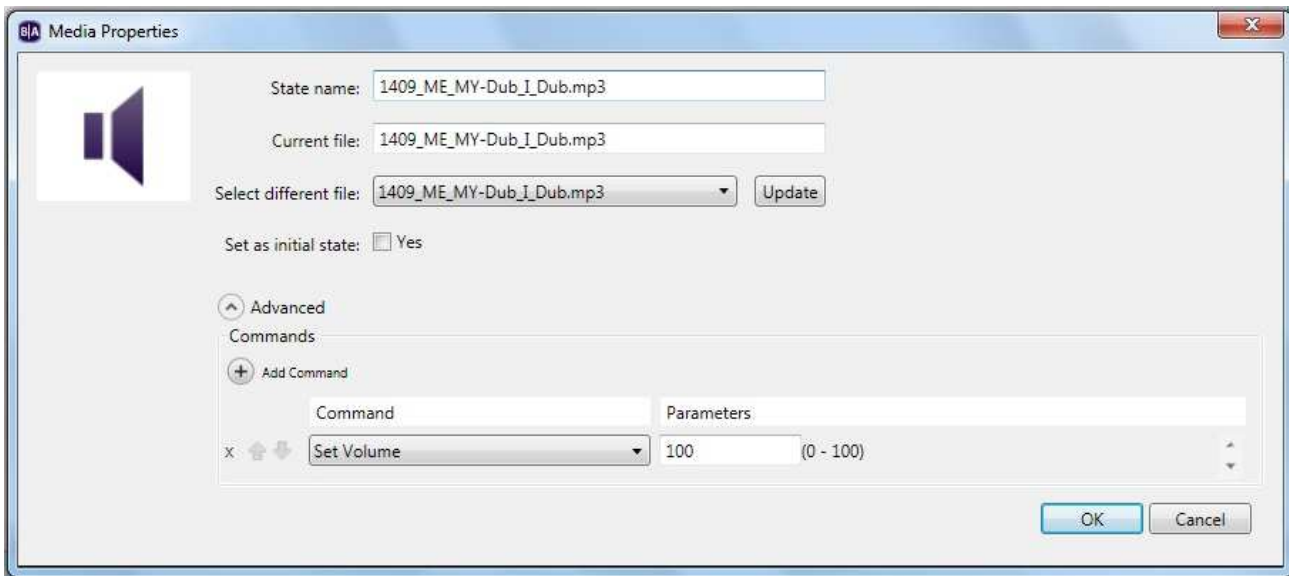 B|A Media Properties
State name: 1409_ME_MY-Dub_I_Dub.mp3
Current file: 1409_ME_MY-Dub_I_Dub.mp3
Select different file: 1409_ME_MY-Dub_I_Dub.mp3 Update
Set as initial state: Yes
Advanced
Commands
Add Command
Command Parameters
x Set Volume 100 (0 - 100)
OK Cancel